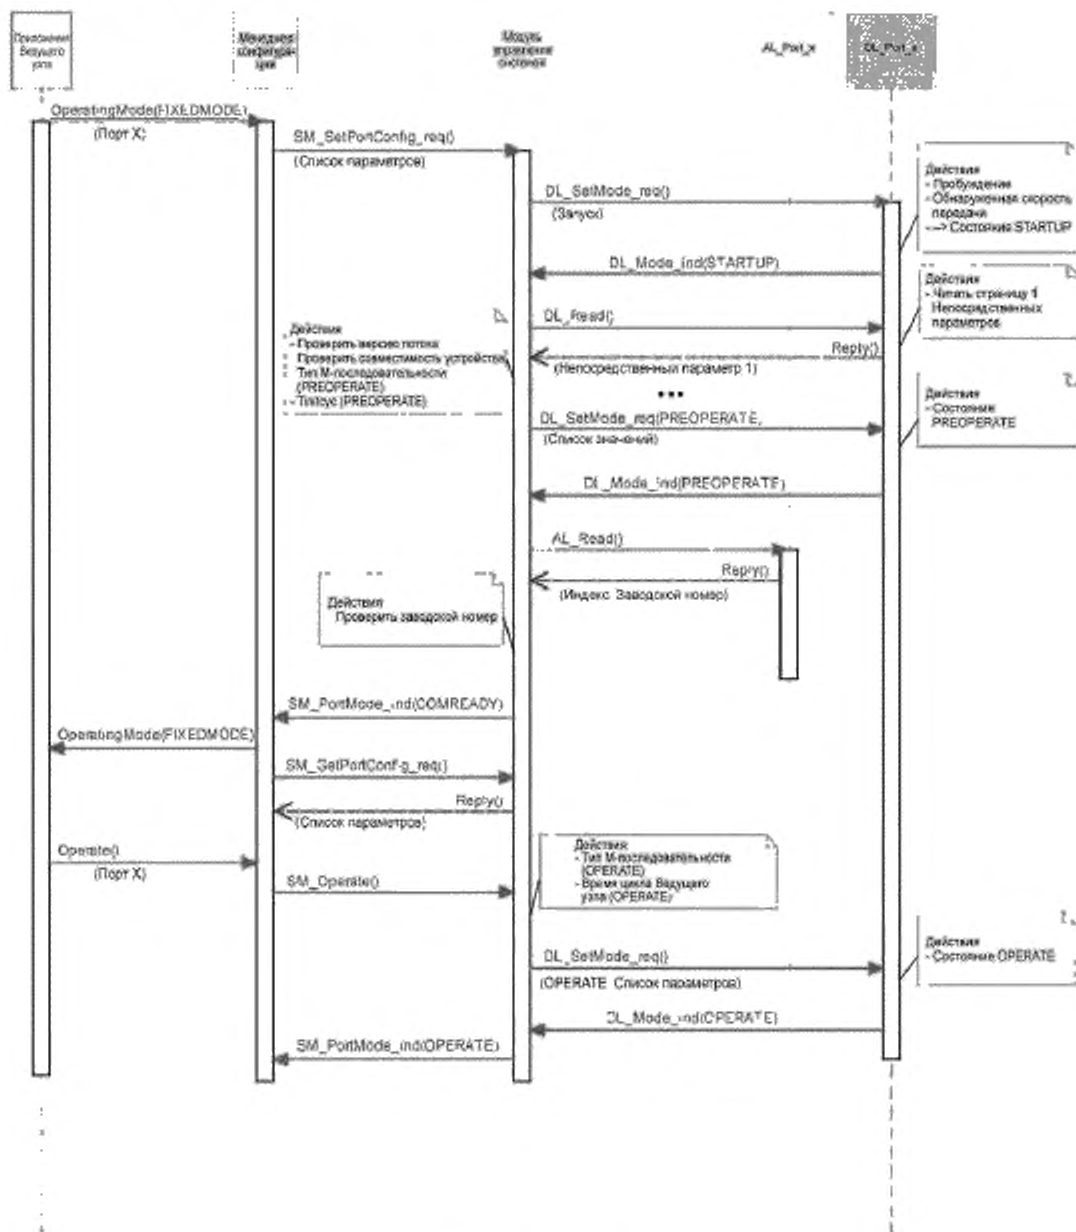 Приложение
Ведущего
узла
Менеджер
конфигура-
ции
Модуль
управления
системой
AL_Port_x
DL_Port_x
OperatingMode(FIXEDMODE)
(Порт X)
SM_SetPortConfig_req()
(Список параметров)
DL_SetMode_req()
(Запуск)
Действия
- Пробуждение
- Обнаруженная скорость
передачи
---> Состояние STARTUP
DL_Mode_ind(STARTUP)
Действия
- Читать страницу 1
Непосредственных
параметров
DL_Read()
Reply()
(Непосредственный параметр 1)
Действия
- Проверить версию потока
Проверить совместимость устройства
Тип М-последовательности
(PREOPERATE)
- (PREOPERATE)
•••
DL_SetMode_req(PREOPERATE,
(Список значений)
Действия
- Состояние
PREOPERATE
DL_Mode_ind(PREOPERATE)
AL_Read()
Reply()
(Индекс Заводской номер)
Действия
Проверить заводской номер
SM_PortMode_ind(COMREADY)
OperatingMode(FIXEDMODE)
SM_GetPortConfig_req()
Reply()
(Список параметров)
Operate()
(Порт X)
SM_Operate()
Действия
- Тип М-последовательности
(OPERATE)
- Время цикла Ведущего
узла (OPERATE)
DL_SetMode_req()
(OPERATE Список параметров)
Действия
- Состояние OPERATE
DL_Mode_ind(OPERATE)
SM_PortMode_ind(OPERATE)